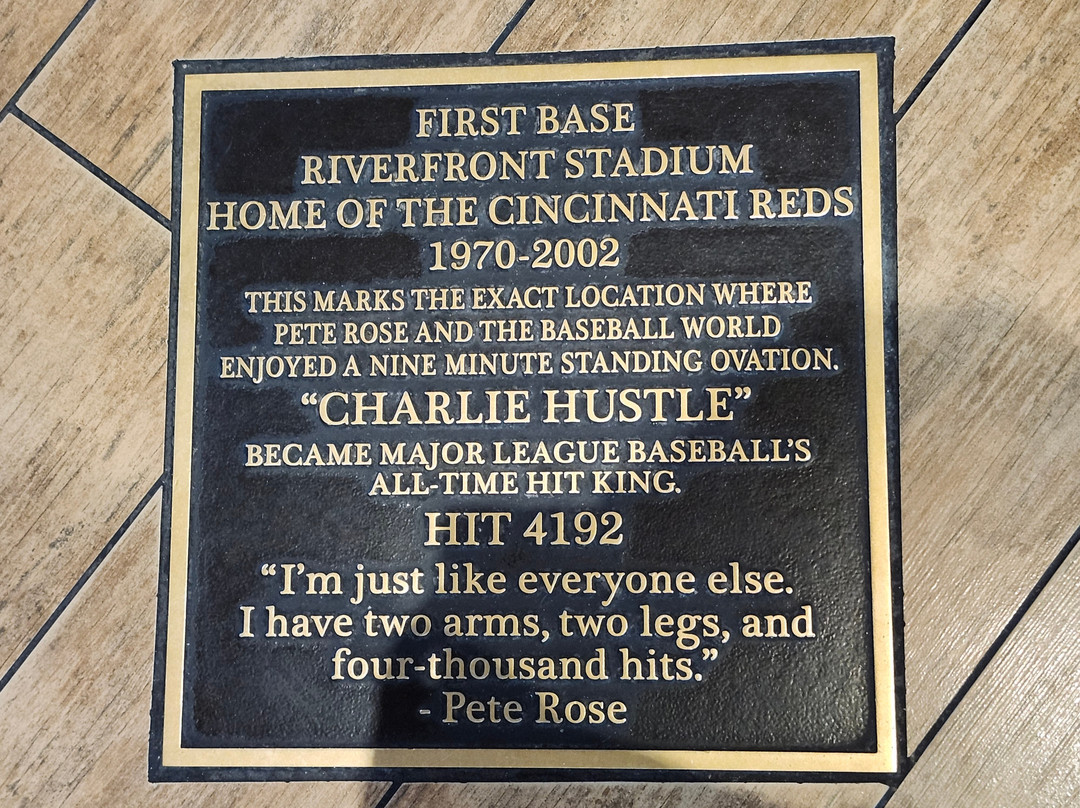 FIRST BASE
RIVERFRONT STADIUM
HOME OF THE CINCINNATI REDS
1970-2002
THIS MARKS THE EXACT LOCATION WHERE
PETE ROSE AND THE BASEBALL WORLD
ENJOYED A NINE MINUTE STANDING OVATION.
“CHARLIE HUSTLE”
BECAME MAJOR LEAGUE BASEBALL’S
ALL-TIME HIT KING.
HIT 4192
“I’m just like everyone else.
I have two arms, two legs, and
four-thousand hits.”
- Pete Rose